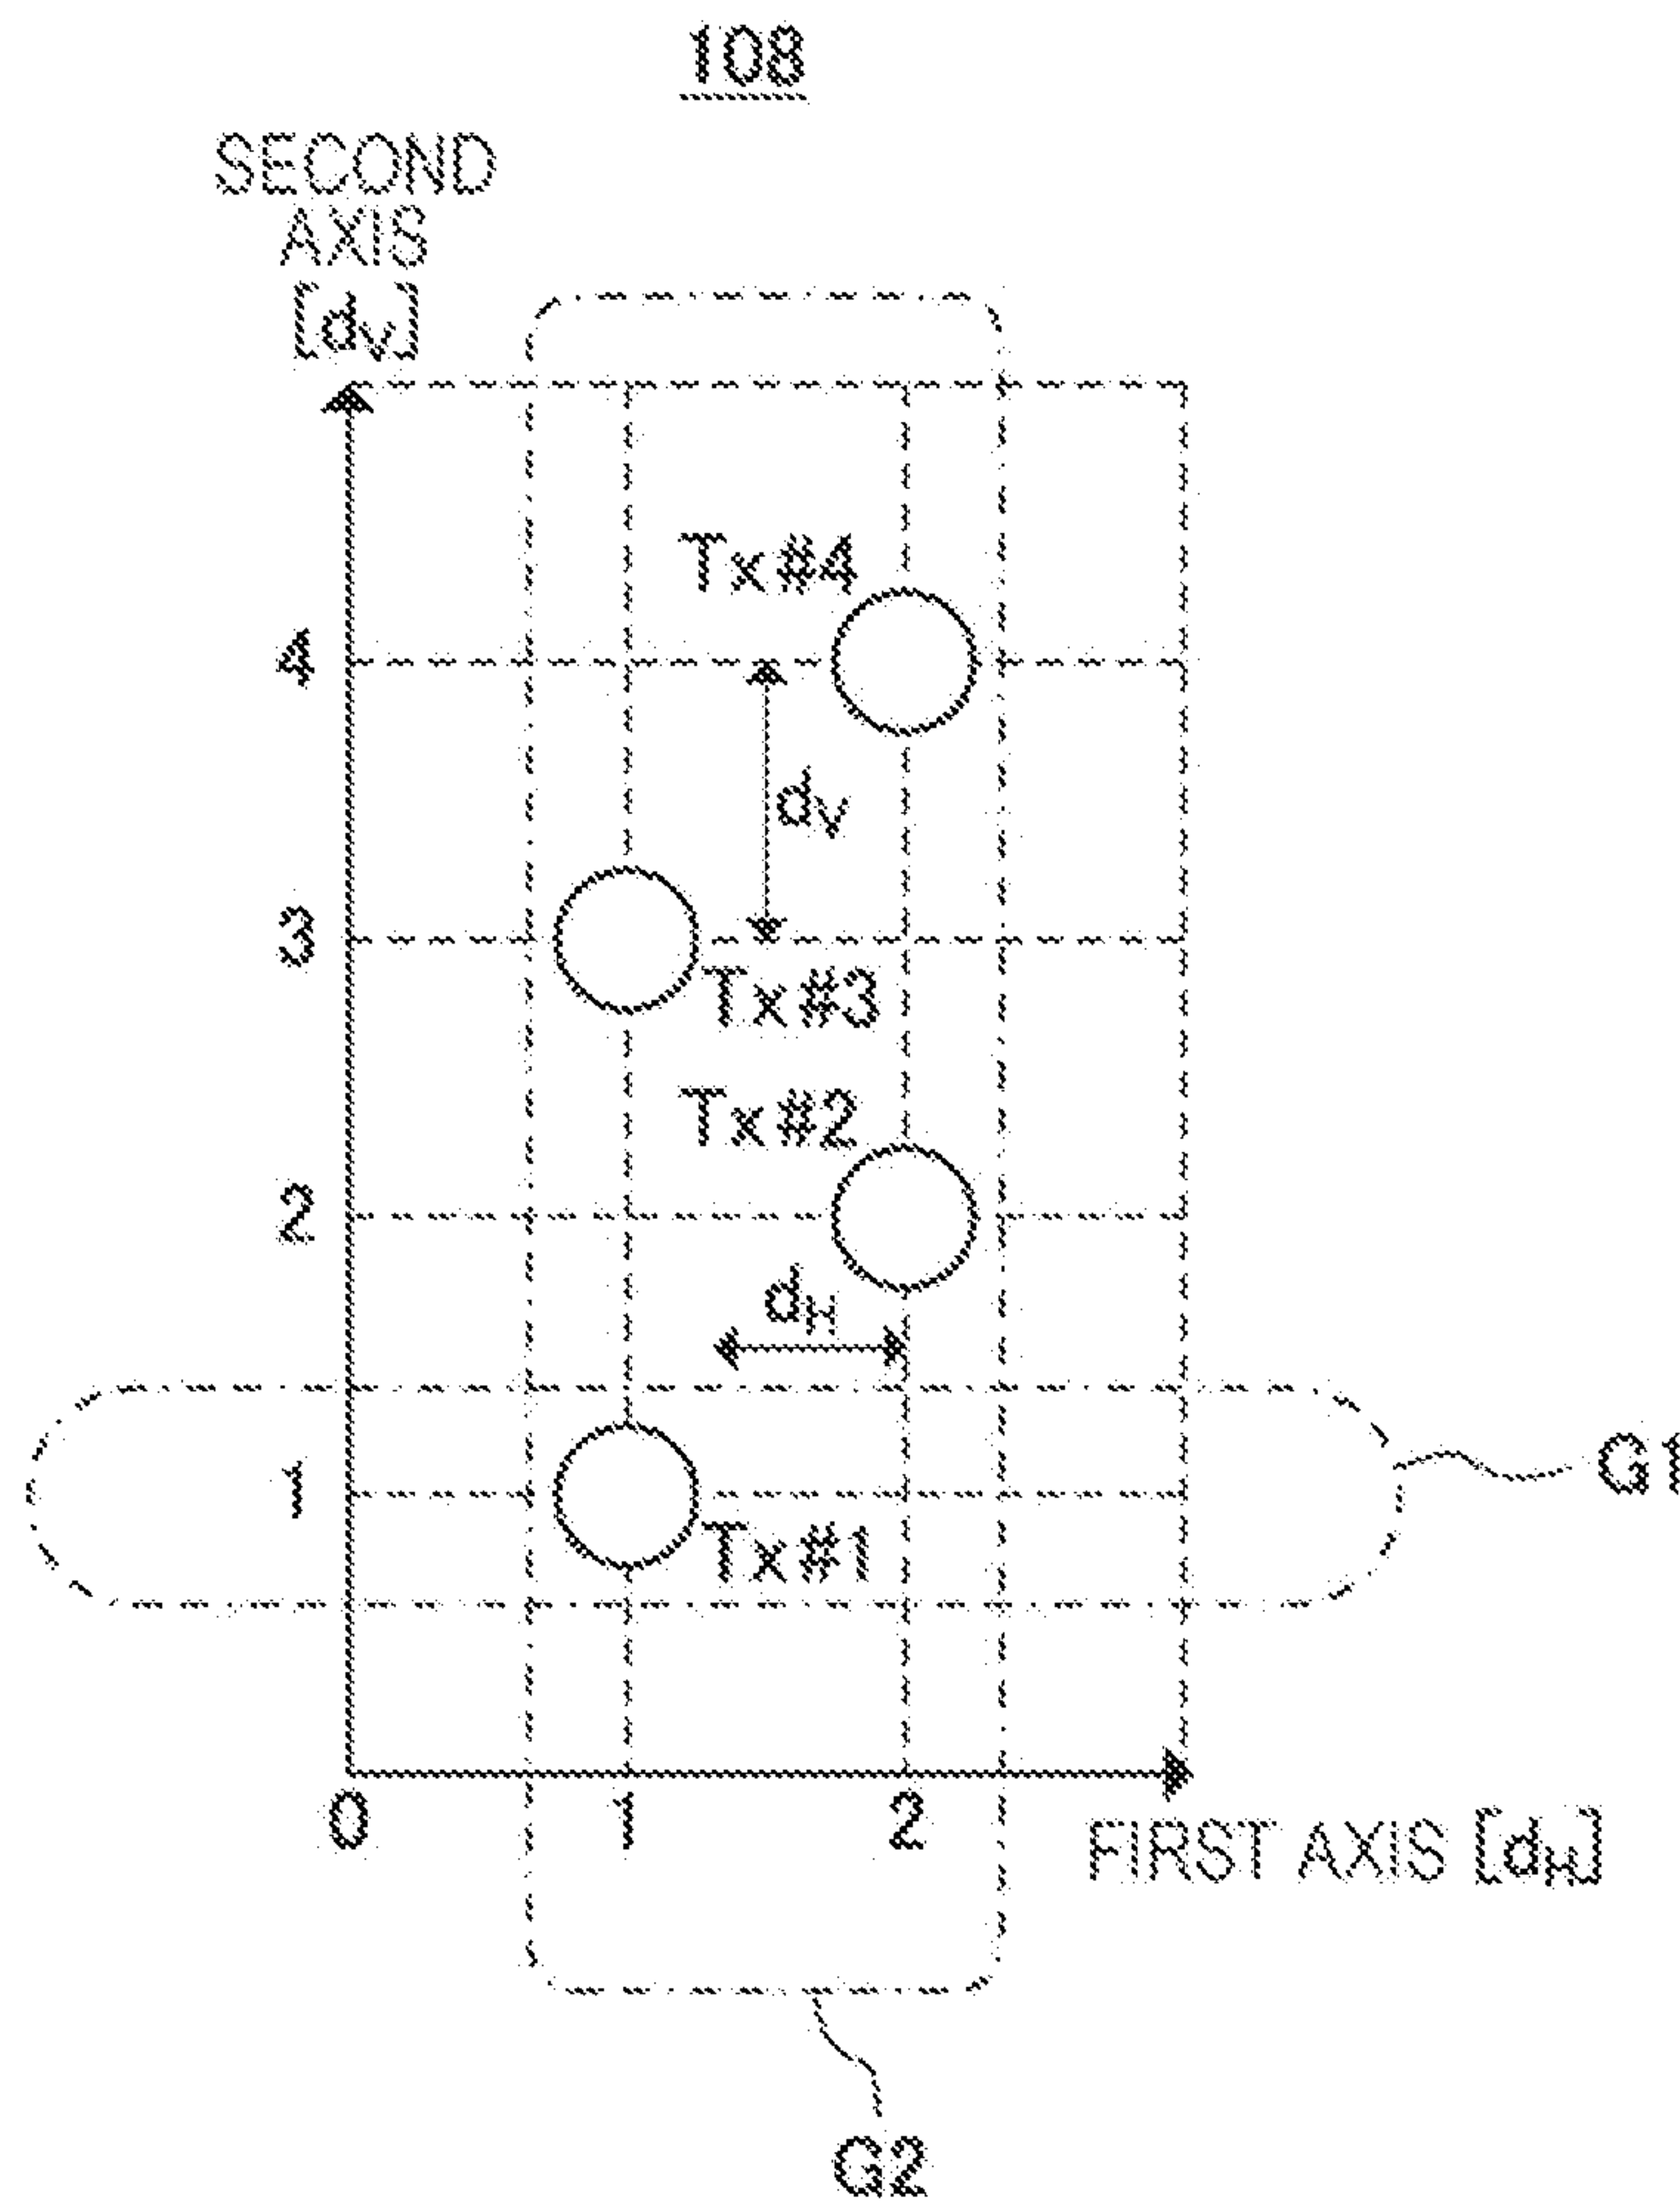 108
SECOND
AXIS
[dV]
Tx#4
4
dV
3
Tx#3
Tx#2
2
dH
1
G1
Tx#1
0 1 2
FIRST AXIS [dH]
G2